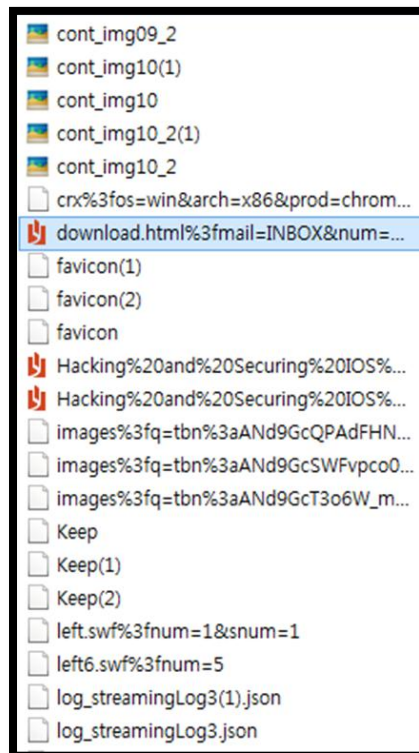 cont_img09_2
cont_img10(1)
cont_img10
cont_img10_2(1)
cont_img10_2
crx%3fos=win&arch=x86&prod=chrom...
download.html%3fmail=INBOX&num=...
favicon(1)
favicon(2)
favicon
Hacking%20and%20Securing%20IOS%...
Hacking%20and%20Securing%20IOS%...
images%3fq=tbn%3aANd9GcQPAdFHN...
images%3fq=tbn%3aANd9GcSWFvpco0...
images%3fq=tbn%3aANd9GcT3o6W_m...
Keep
Keep(1)
Keep(2)
left.swf%3fnum=1&snum=1
left6.swf%3fnum=5
log_streamingLog3(1).json
log_streamingLog3.json